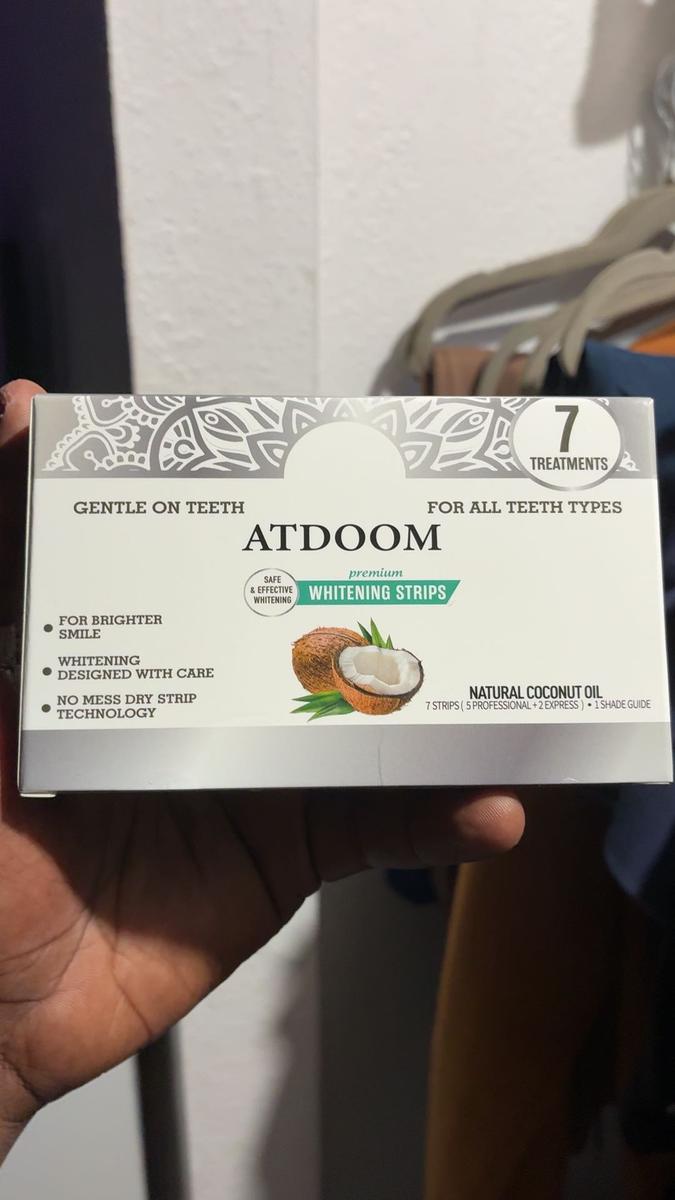 7
TREATMENTS
GENTLE ON TEETH
FOR ALL TEETH TYPES
ATDOOM
premium
SAFE
& EFFECTIVE
WHITENING
WHITENING STRIPS
FOR BRIGHTER
SMILE
WHITENING
DESIGNED WITH CARE
NO MESS DRY STRIP
TECHNOLOGY
NATURAL COCONUT OIL
7 STRIPS ( 5 PROFESSIONAL + 2 EXPRESS ) • 1 SHADE GUIDE